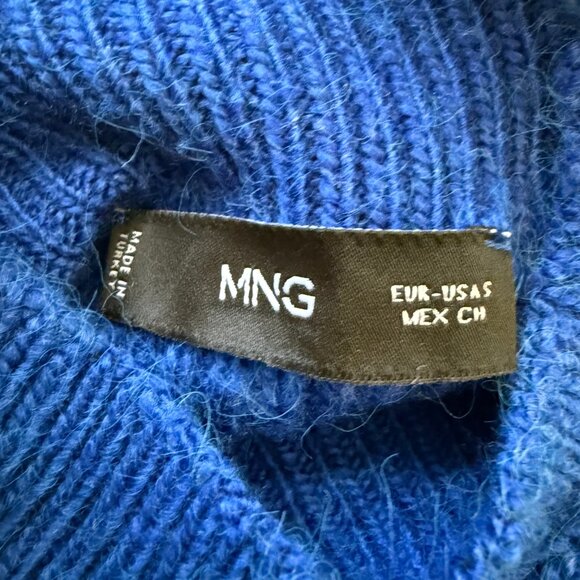 MADE IN
TURKEY
MNG
EUR-USA S
MEX CH